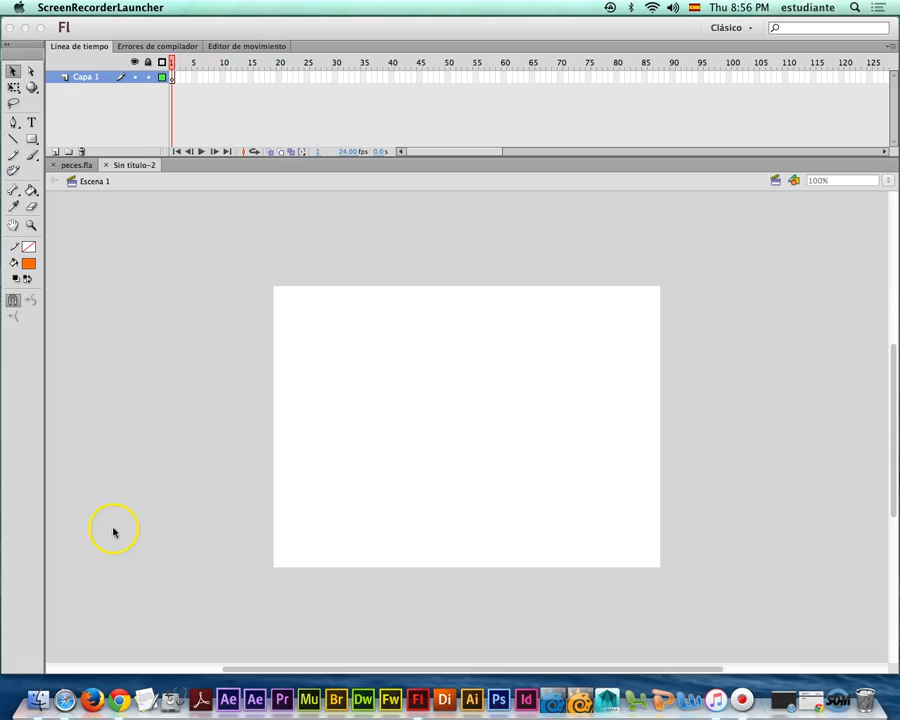 ScreenRecorderLauncher Thu 8:56 PM estudiante
Fl Clásico
Línea de tiempo Errores de compilador Editor de movimiento
1 5 10 15 20 25 30 35 40 45 50 55 60 65 70 75 80 85 90 95 100 105 110 115 120 125
Capa 1
1 24.00 fps 0.0 s
peces.fla Sin título-2
Escena 1 100%
T
Ae Ae Pr Mu Br Dw Fw Fl Di Ai Ps Id